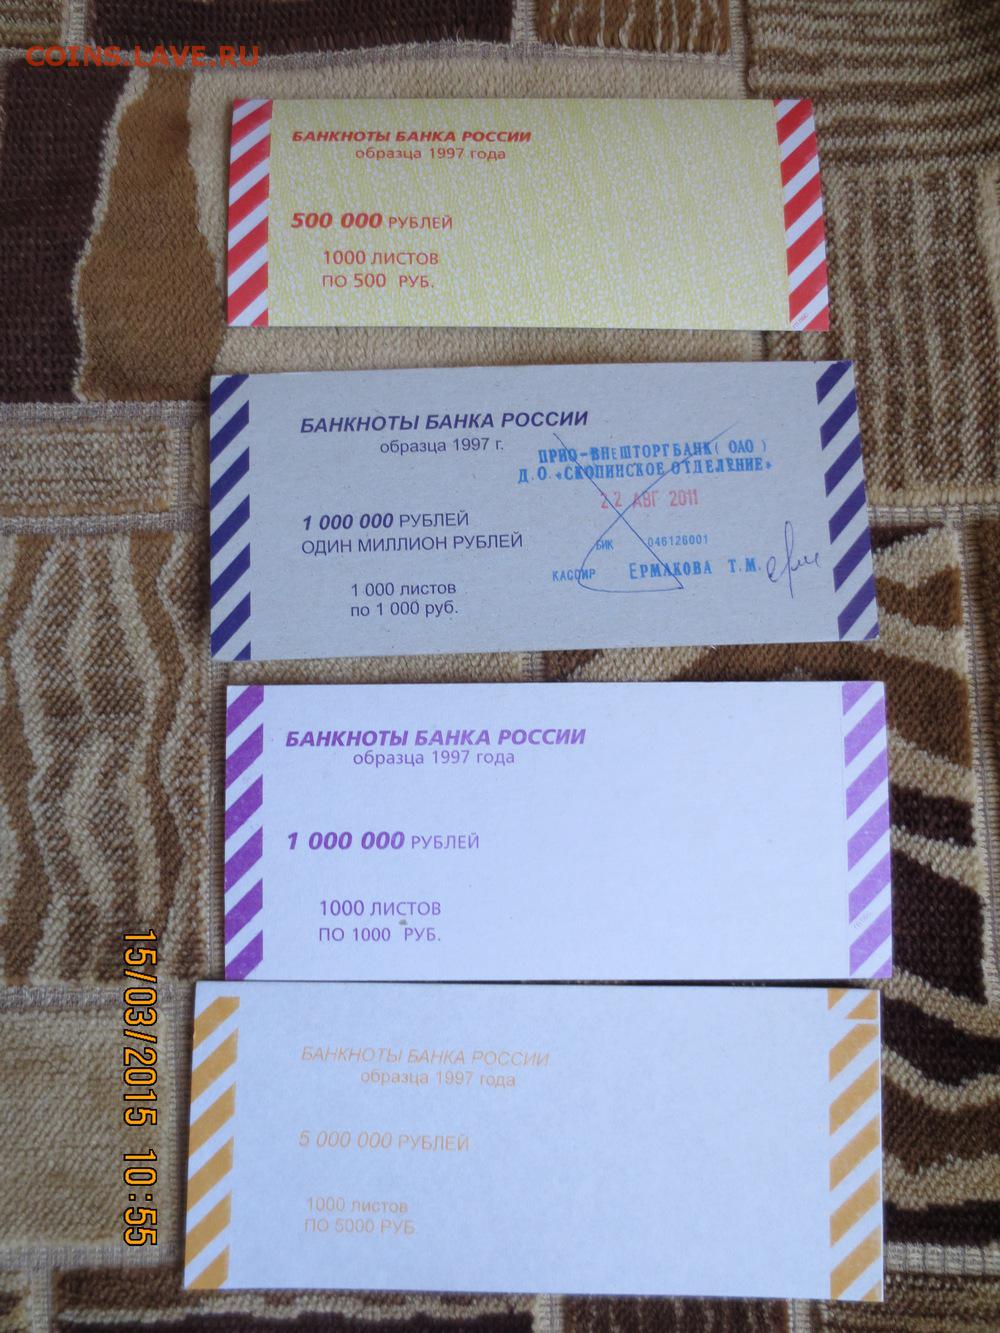 COINS.LAVE.RU
БАНКНОТЫ БАНКА РОССИИ
образца 1997 года
500 000 РУБЛЕЙ
1000 ЛИСТОВ
ПО 500 РУБ.
БАНКНОТЫ БАНКА РОССИИ
образца 1997 г.
ПРИО-ВНЕШТОРГБАНК( ОАО )
Д.О.«СКОПИНСКОЕ ОТДЕЛЕНИЕ»
22 АВГ 2011
1 000 000 РУБЛЕЙ
ОДИН МИЛЛИОН РУБЛЕЙ
БИК 046126001
КАССИР ЕРМАКОВА Т.М.
1 000 листов
по 1 000 руб.
БАНКНОТЫ БАНКА РОССИИ
образца 1997 года
1 000 000 РУБЛЕЙ
1000 ЛИСТОВ
ПО 1000 РУБ.
БАНКНОТЫ БАНКА РОССИИ
образца 1997 года
5 000 000 РУБЛЕЙ
1000 листов
ПО 5000 РУБ
15/03/2015 10:55